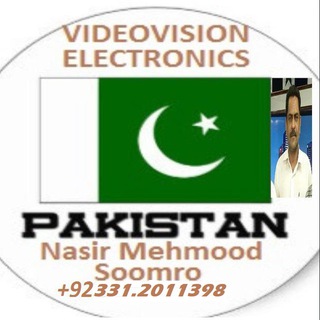 VIDEOVISION
ELECTRONICS
PAKISTAN
Nasir Mehmood
Soomro
+92331.2011398